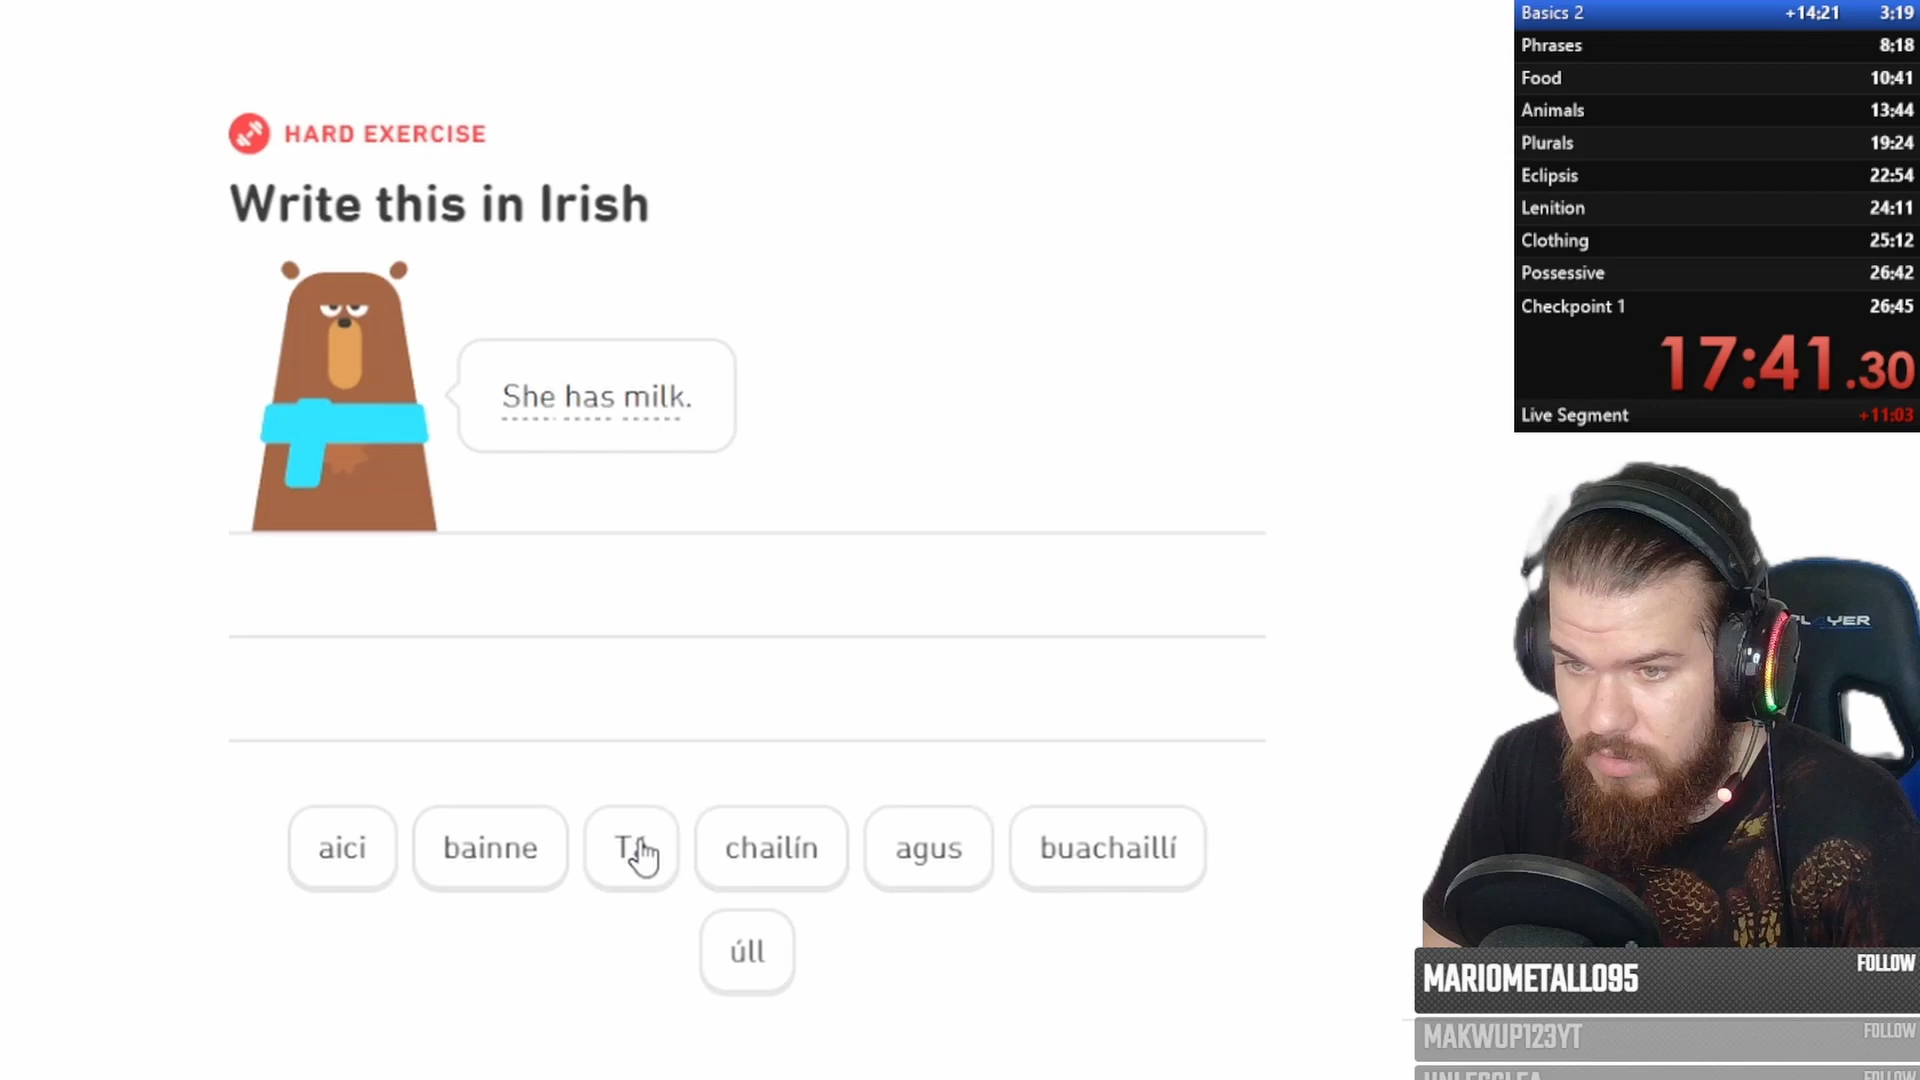 HARD EXERCISE
Write this in Irish
She has milk.
aici bainne chailín agus buachaillí
úll
Basics 2 +14:21 3:19
Phrases 8:18
Food 10:41
Animals 13:44
Plurals 19:24
Eclipsis 22:54
Lenition 24:11
Clothing 25:12
Possessive 26:42
Checkpoint 1 26:45
17:41.30
Live Segment +11:03
MARIOMETALLO95 FOLLOW
MAKWUP123YT FOLLOW
FOLLOW